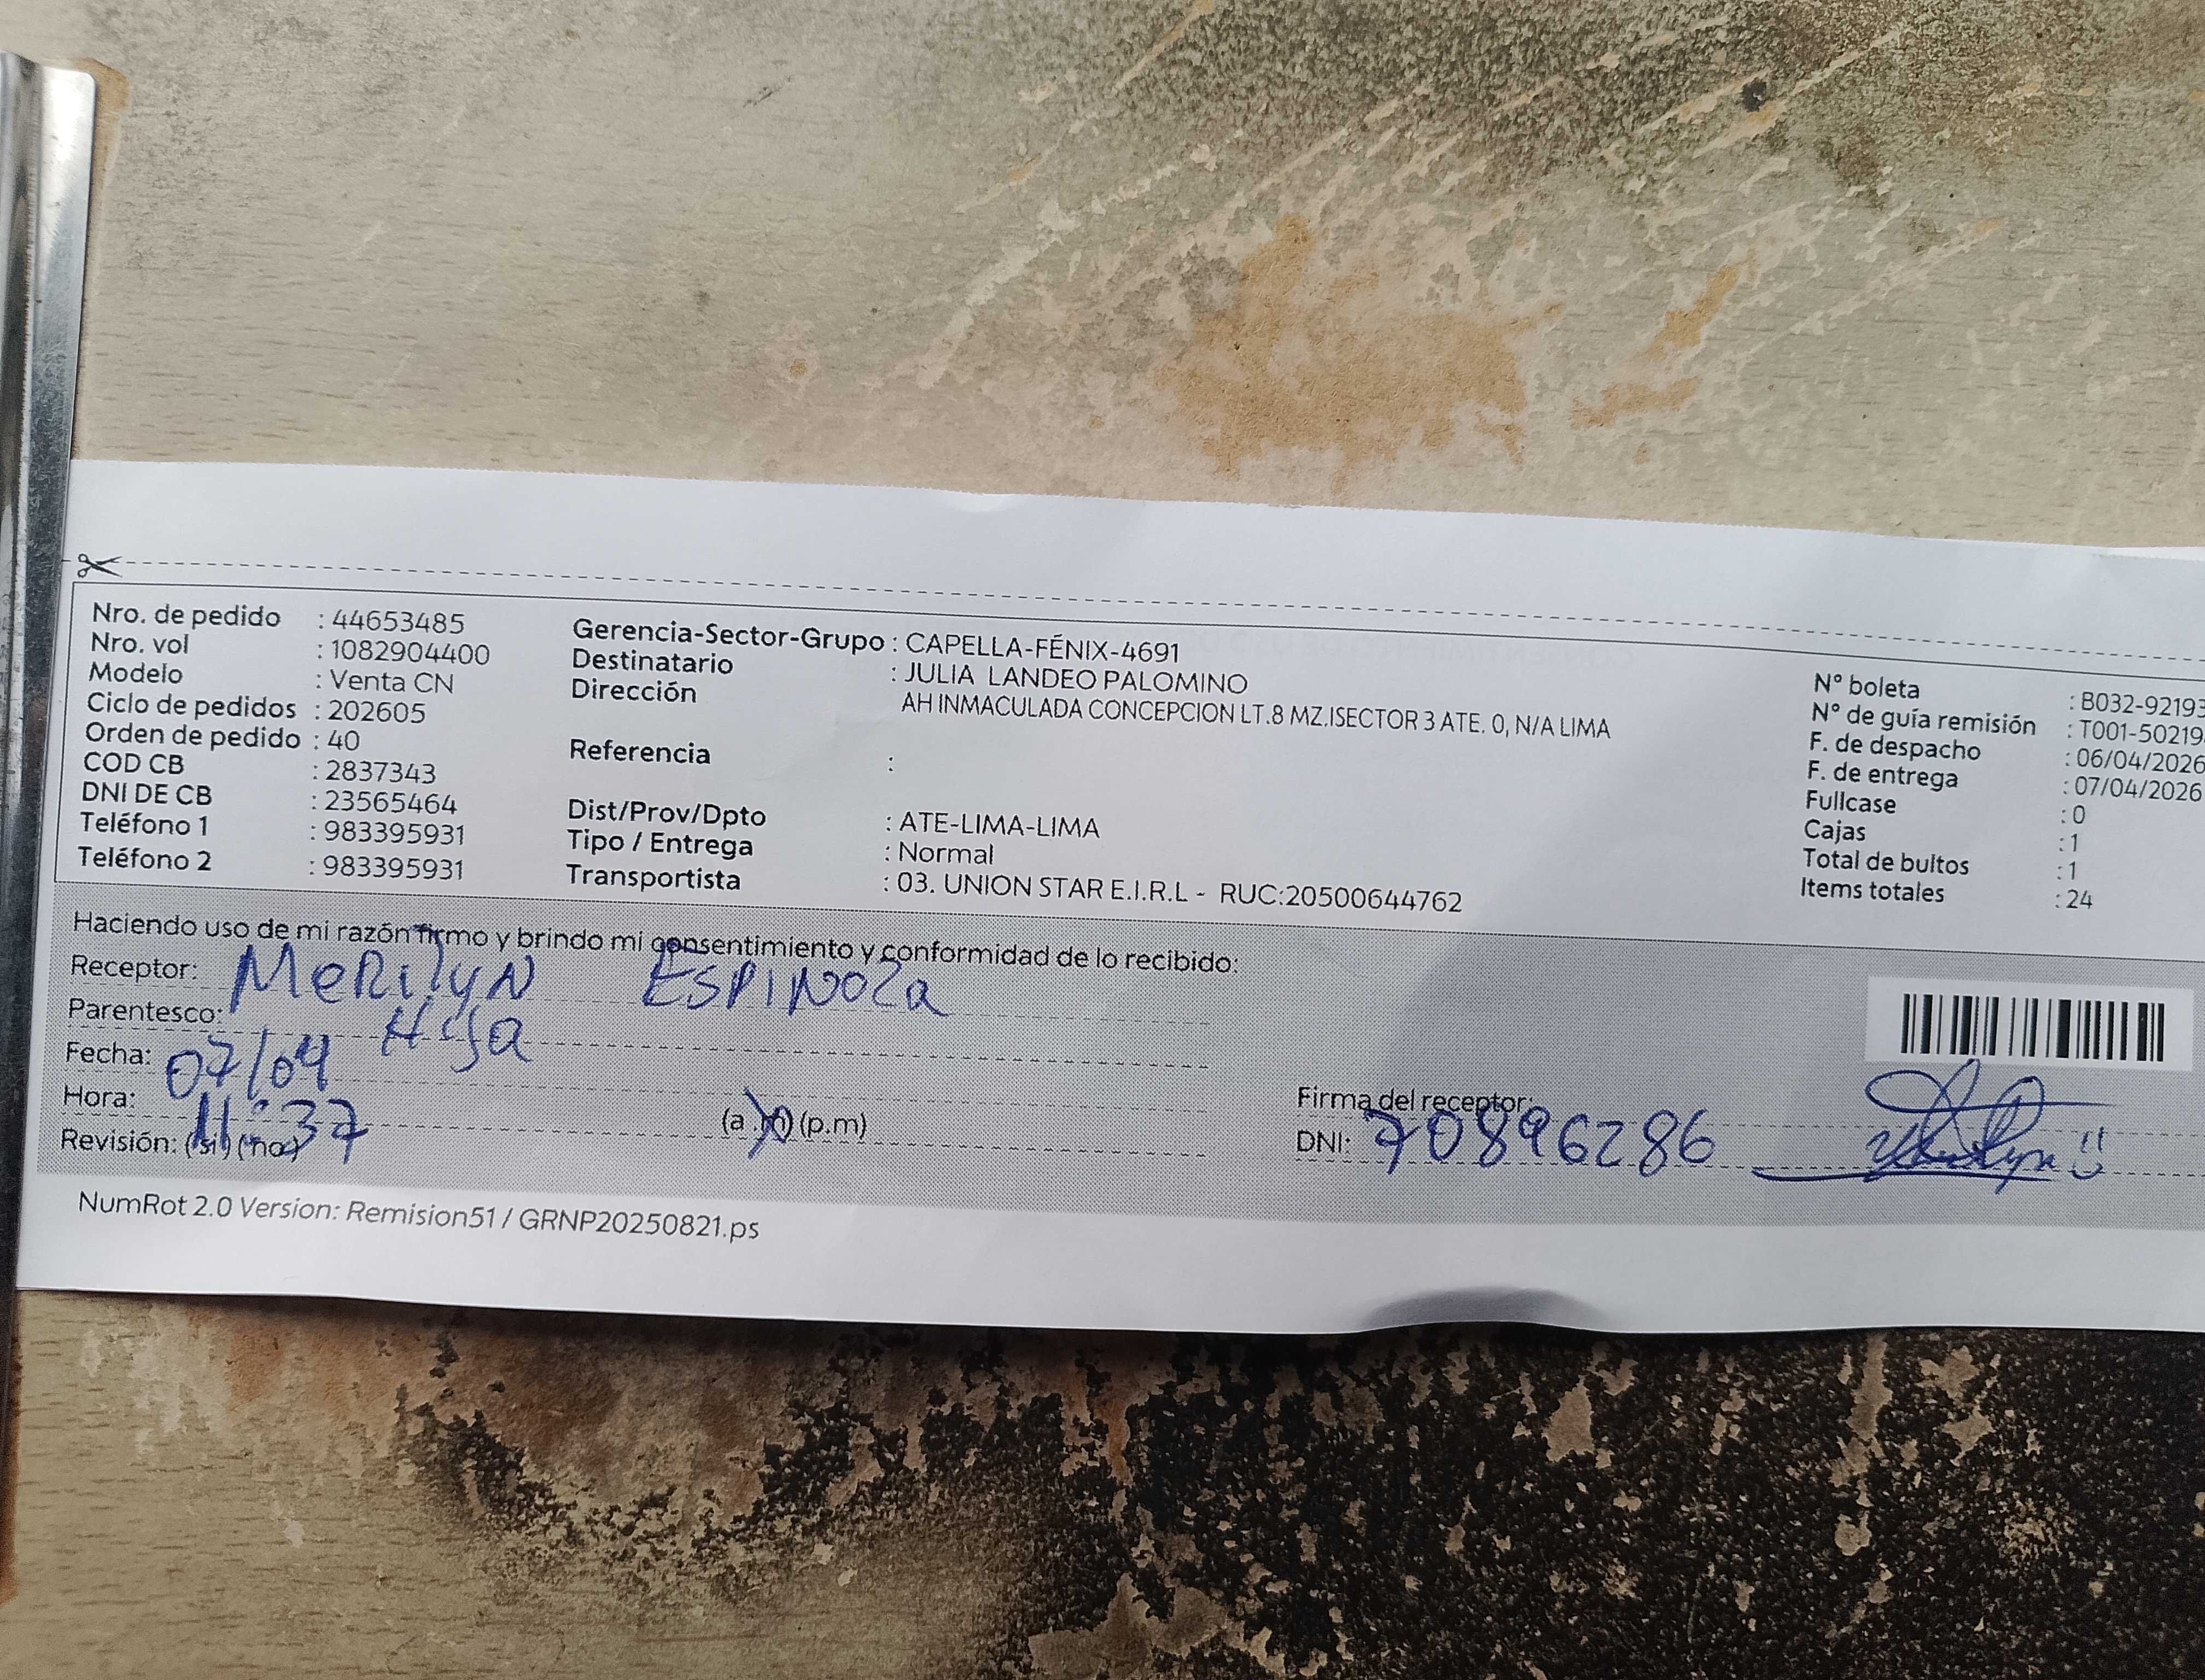 Nro. de pedido : 44653485
Nro. vol : 1082904400
Modelo : Venta CN
Ciclo de pedidos : 202605
Orden de pedido : 40
COD CB : 2837343
DNI DE CB : 23565464
Teléfono 1 : 983395931
Teléfono 2 : 983395931
Gerencia-Sector-Grupo : CAPELLA-FÉNIX-4691
Destinatario : JULIA LANDEO PALOMINO
Dirección AH INMACULADA CONCEPCION LT.8 MZ.ISECTOR 3 ATE. 0, N/A LIMA
Referencia :
Dist/Prov/Dpto : ATE-LIMA-LIMA
Tipo / Entrega : Normal
Transportista : 03. UNION STAR E.I.R.L - RUC:20500644762
N° boleta : B032-92193
N° de guía remisión : T001-50219
F. de despacho : 06/04/2026
F. de entrega : 07/04/2026
Fullcase : 0
Cajas : 1
Total de bultos : 1
Items totales : 24
Haciendo uso de mi razón firmo y brindo mi consentimiento y conformidad de lo recibido:
Receptor: MeRilyN ESPINOZa
Parentesco: Hija
Fecha: 07/04
Hora: 11:37 (a.m) (p.m)
Revisión: (si) (no)
Firma del receptor:
DNI: 70896286
NumRot 2.0 Version: Remision51 / GRNP20250821.ps